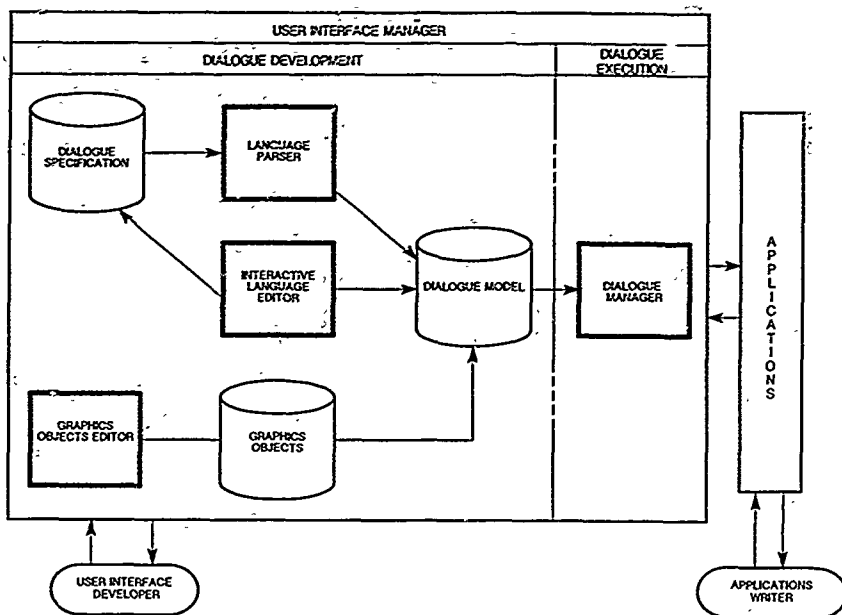 USER INTERFACE MANAGER
DIALOGUE DEVELOPMENT
DIALOGUE
EXECUTION
DIALOGUE
SPECIFICATION
LANGUAGE
PARSER
INTERACTIVE
LANGUAGE
EDITOR
DIALOGUE MODEL
DIALOGUE
MANAGER
APPLICATIONS
GRAPHICS
OBJECTS EDITOR
GRAPHICS
OBJECTS
USER INTERFACE
DEVELOPER
APPLICATIONS
WRITER